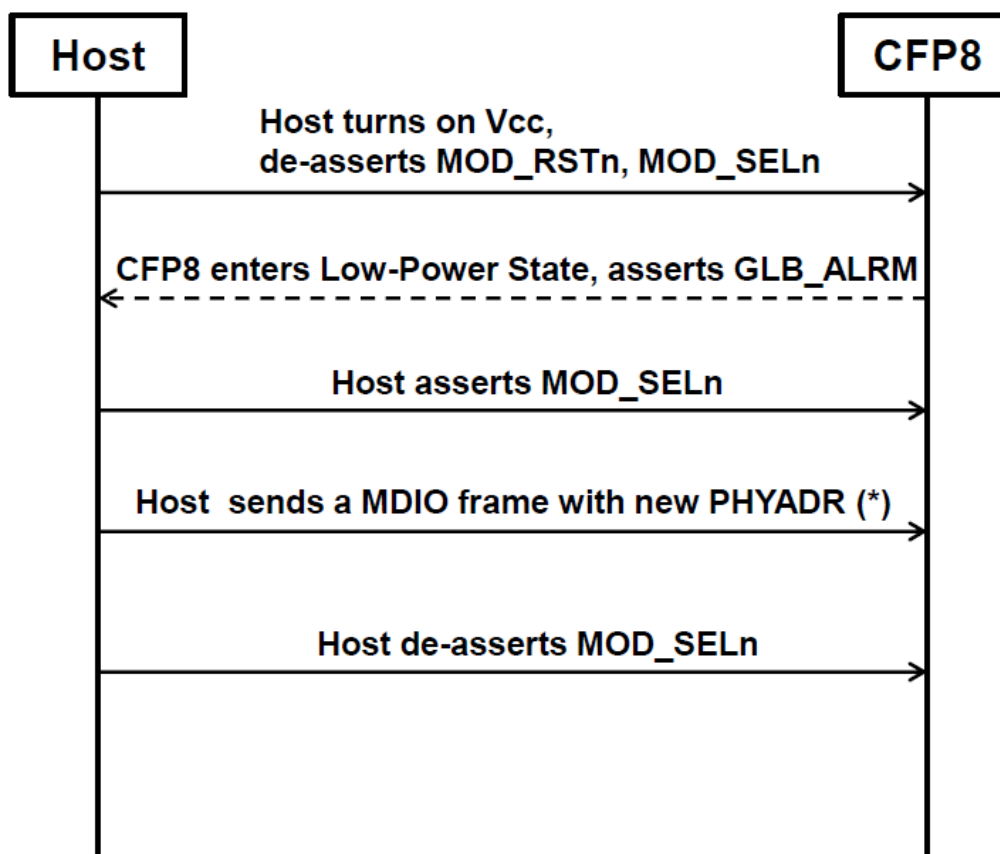 Host
CFP8
Host turns on Vcc,
de-asserts MOD_RSTn, MOD_SELn
CFP8 enters Low-Power State, asserts GLB_ALRM
Host asserts MOD_SELn
Host  sends a MDIO frame with new PHYADR (*)
Host de-asserts MOD_SELn